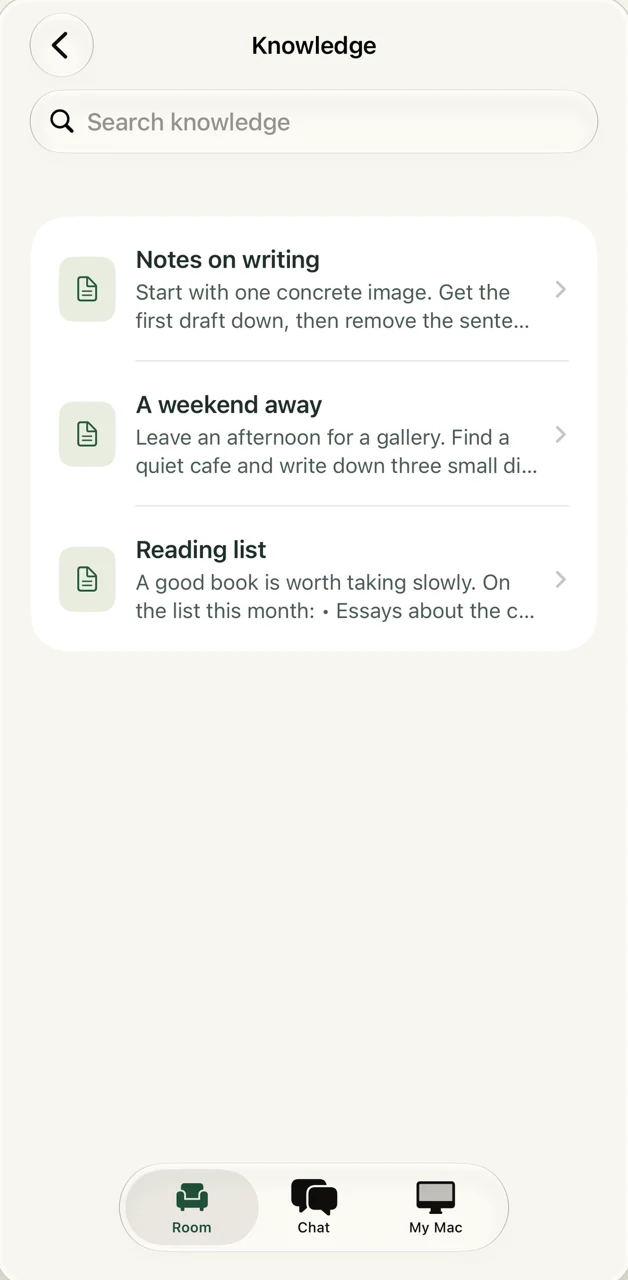 Knowledge
Search knowledge
Notes on writing
Start with one concrete image. Get the
first draft down, then remove the sente...
A weekend away
Leave an afternoon for a gallery. Find a
quiet cafe and write down three small di...
Reading list
A good book is worth taking slowly. On
the list this month: • Essays about the c...
Room
Chat
My Mac